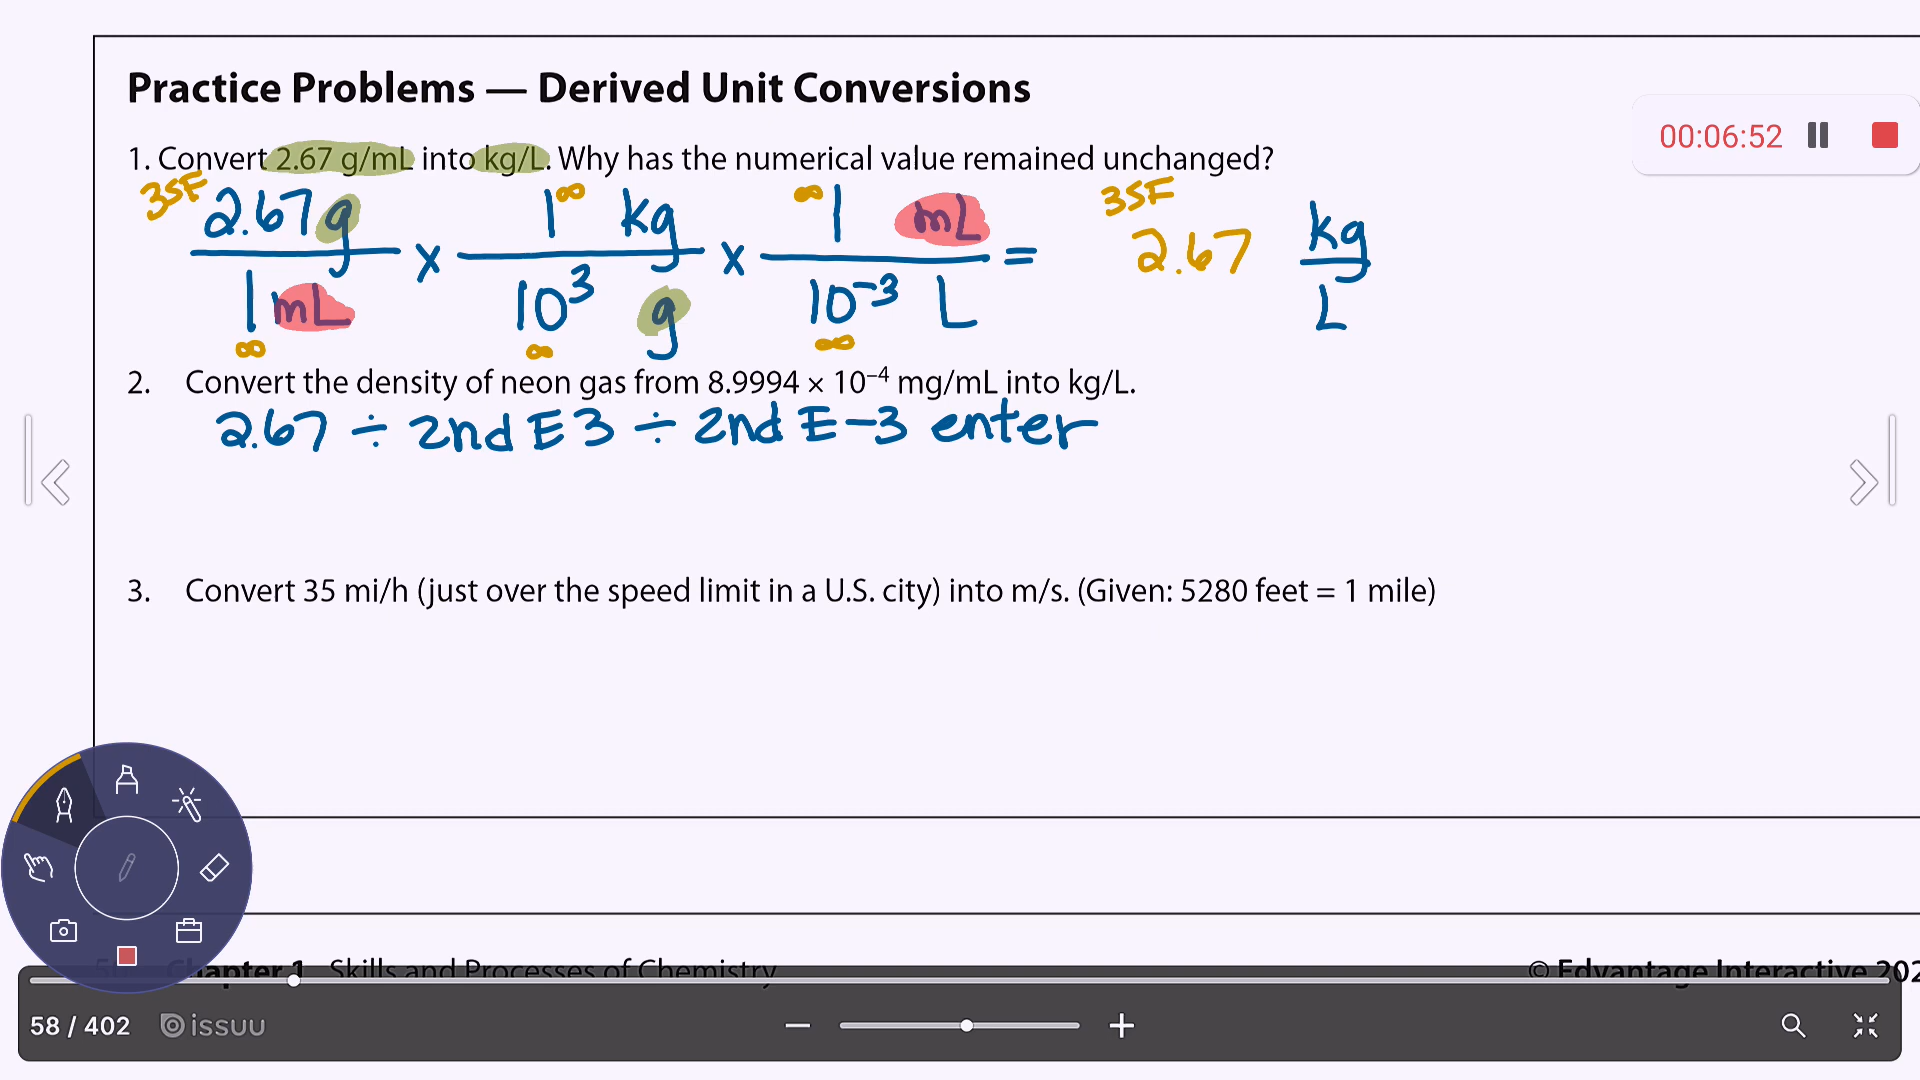 Practice Problems — Derived Unit Conversions
00:06:52
1. Convert 2.67 g/mL into kg/L. Why has the numerical value remained unchanged?
3SF 2.67 g / 1 mL × 1 kg / 10³ g × 1 mL / 10⁻³ L = 3SF 2.67 kg / L
∞ ∞
∞ ∞ ∞
2. Convert the density of neon gas from 8.9994 × 10⁻⁴ mg/mL into kg/L.
2.67 ÷ 2nd E 3 ÷ 2nd E -3 enter
3. Convert 35 mi/h (just over the speed limit in a U.S. city) into m/s. (Given: 5280 feet = 1 mile)
Chapter 1 Skills and Processes of Chemistry © Edvantage Interactive 202
58 / 402 issuu